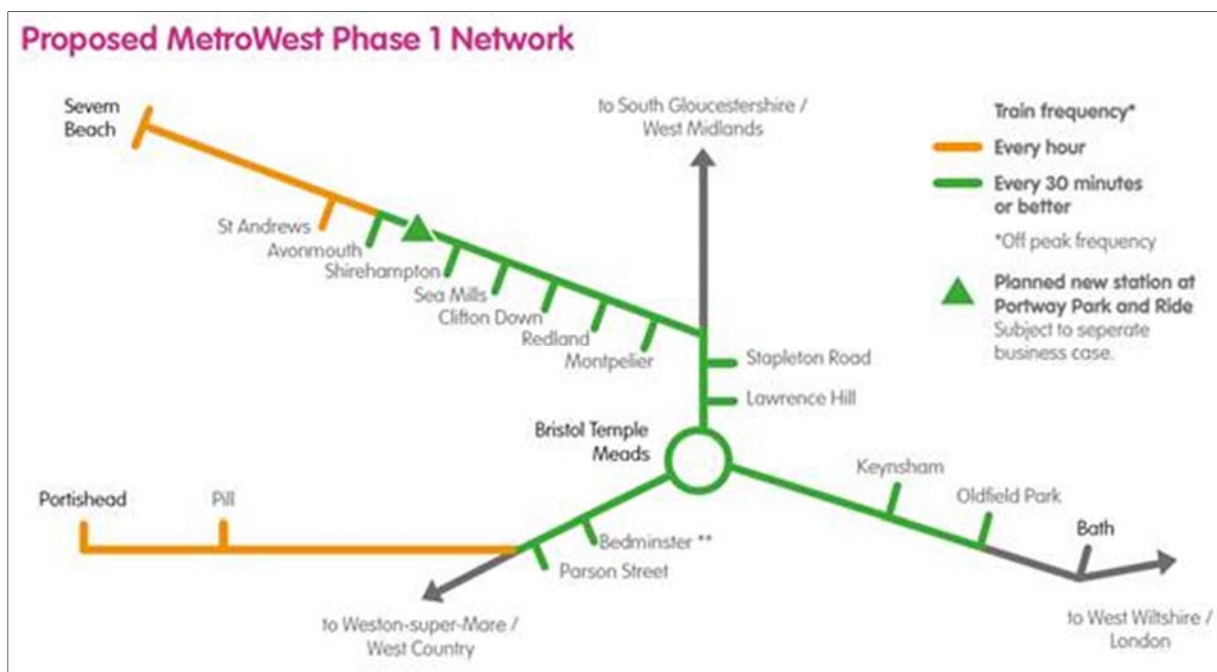 Proposed MetroWest Phase 1 Network
Severn
Beach
to South Gloucestershire /
West Midlands
Train frequency*
Every hour
Every 30 minutes
or better
*Off peak frequency
Planned new station at
Portway Park and Ride
Subject to seperate
business case.
St Andrews
Avonmouth
Shirehampton
Sea Mills
Clifton Down
Redland
Montpelier
Stapleton Road
Lawrence Hill
Bristol Temple
Meads
Keynsham
Oldfield Park
Bath
Portishead
Pill
Bedminster **
Parson Street
to Weston-super-Mare /
West Country
to West Wiltshire /
London